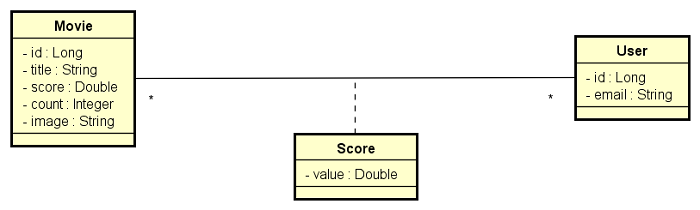 Movie
- id : Long
- title : String
- score : Double
- count : Integer
- image : String
*
*
User
- id : Long
- email : String
Score
- value : Double